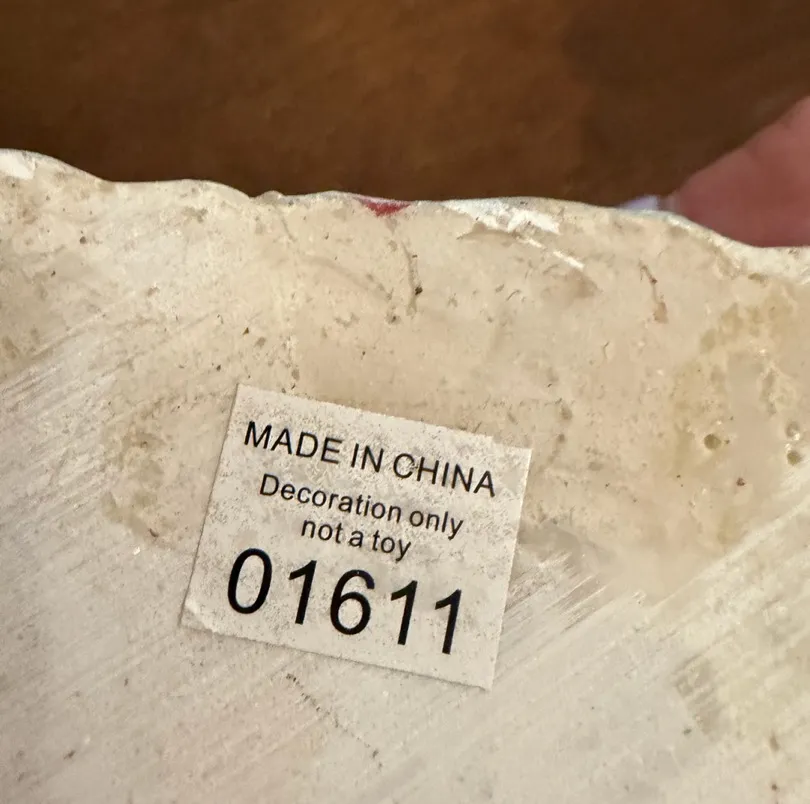 MADE IN CHINA
Decoration only
not a toy
01611